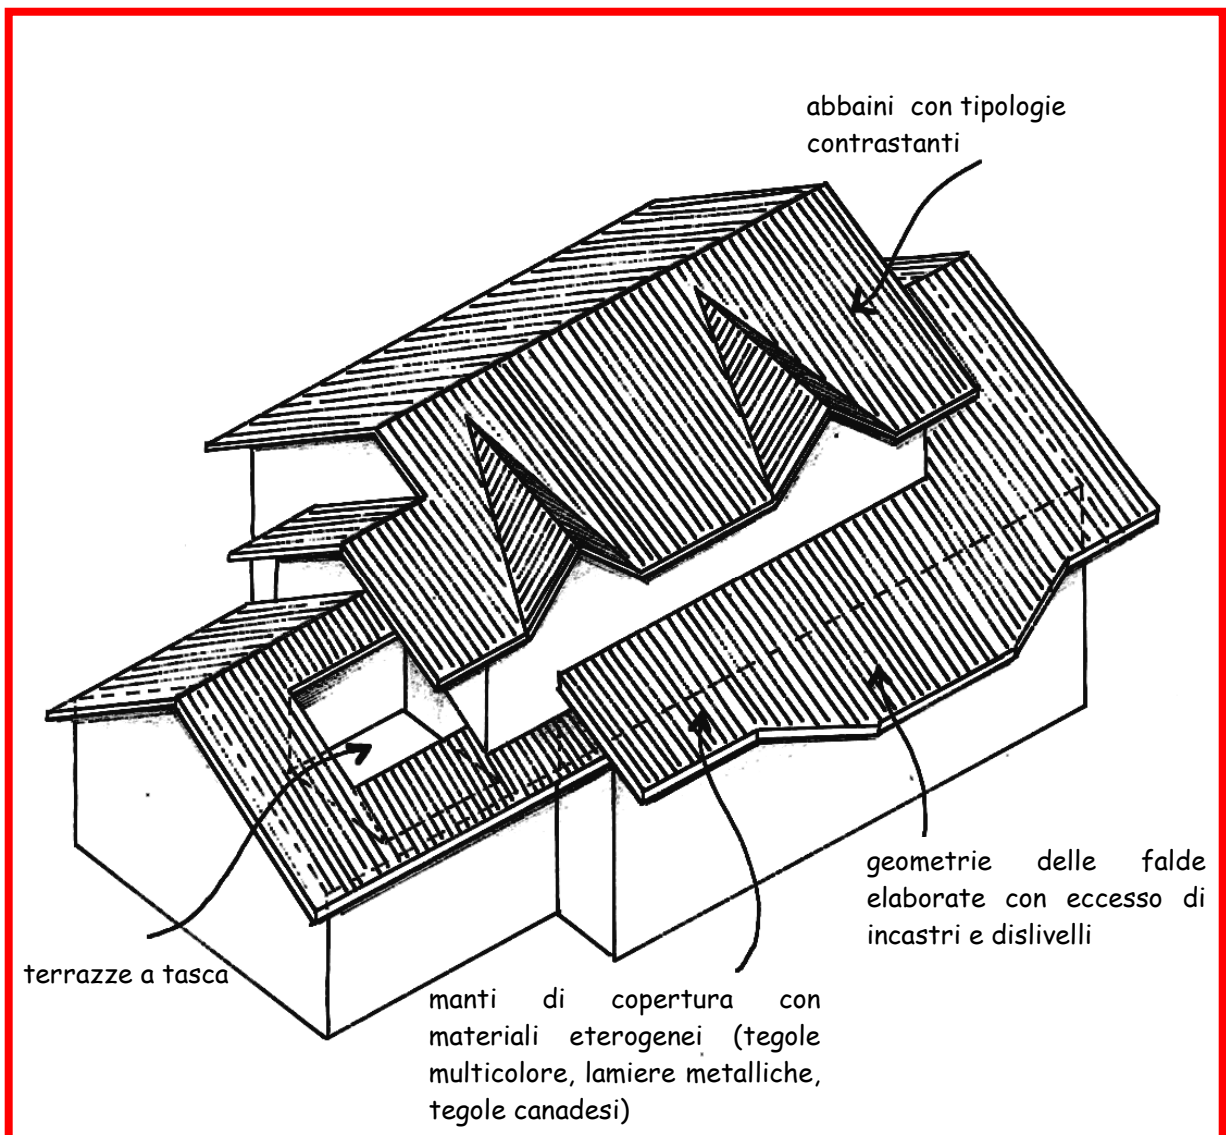 abbaini con tipologie
contrastanti
geometrie delle falde
elaborate con eccesso di
incastri e dislivelli
terrazze a tasca
manti di copertura con
materiali eterogenei (tegole
multicolore, lamiere metalliche,
tegole canadesi)